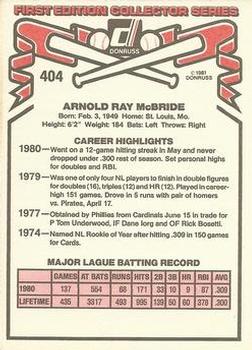 FIRST EDITION COLLECTOR SERIES
DONRUSS
404
© 1981
DONRUSS
ARNOLD RAY McBRIDE
Born: Feb. 3, 1949 Home: St. Louis, Mo.
Height: 6'2" Weight: 184 Bats: Left Throws: Right
CAREER HIGHLIGHTS
1980—Went on a 12-game hitting streak in May and never
dropped under .300 rest of season. Set personal highs
for doubles and RBI.
1979—Was one of only four NL players to finish in double figures
for doubles (16), triples (12) and HR (12). Played in career-
high 151 games. Drove in 5 runs with pair of homers
vs. Pirates, April 17.
1977—Obtained by Phillies from Cardinals June 15 in trade for
P Tom Underwood, IF Dane Iorg and OF Rick Bosetti.
1974—Named NL Rookie of Year after hitting .309 in 150 games
for Cards.
MAJOR LAGUE BATTING RECORD
GAMES AT BATS RUNS HITS 2B 3B HR RBI AVG
1980 137 554 68 171 33 10 9 87 .309
LIFETIME 935 3317 493 995 140 50 55 372 .300